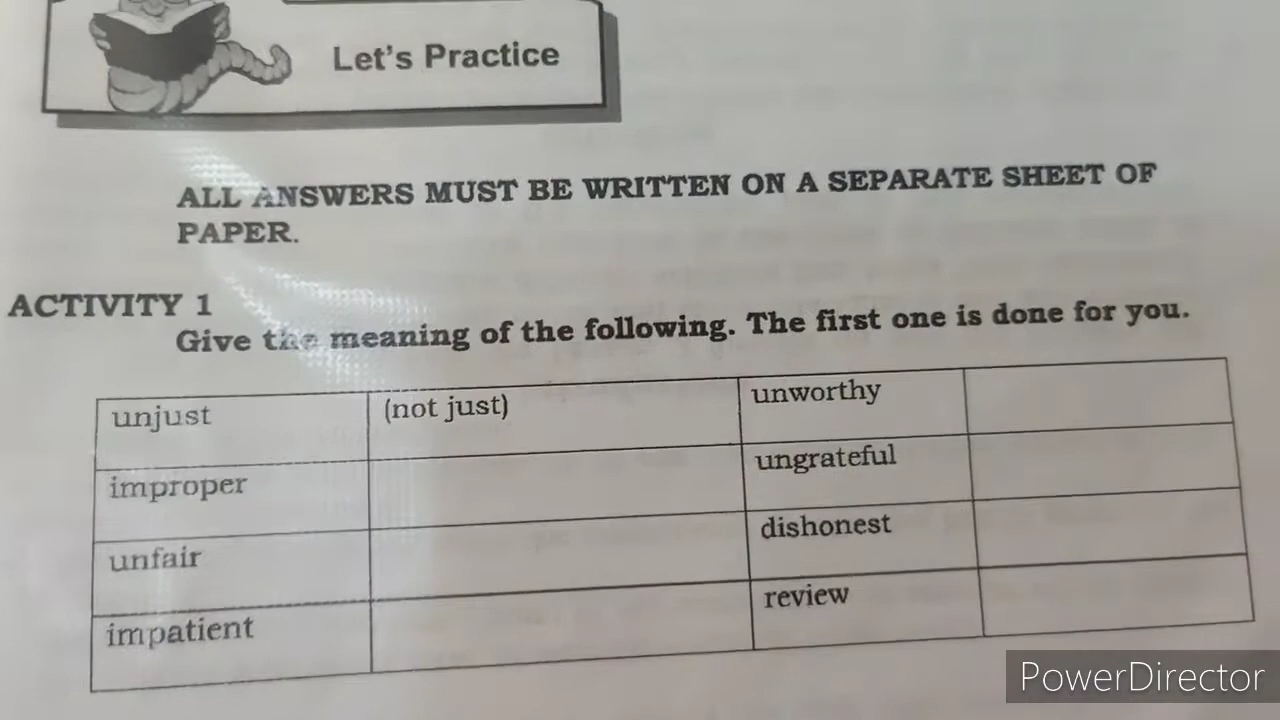 Let's Practice
ALL ANSWERS MUST BE WRITTEN ON A SEPARATE SHEET OF
PAPER.
ACTIVITY 1
Give the meaning of the following. The first one is done for you.
unjust (not just) unworthy
improper ungrateful
unfair dishonest
impatient review
PowerDirector